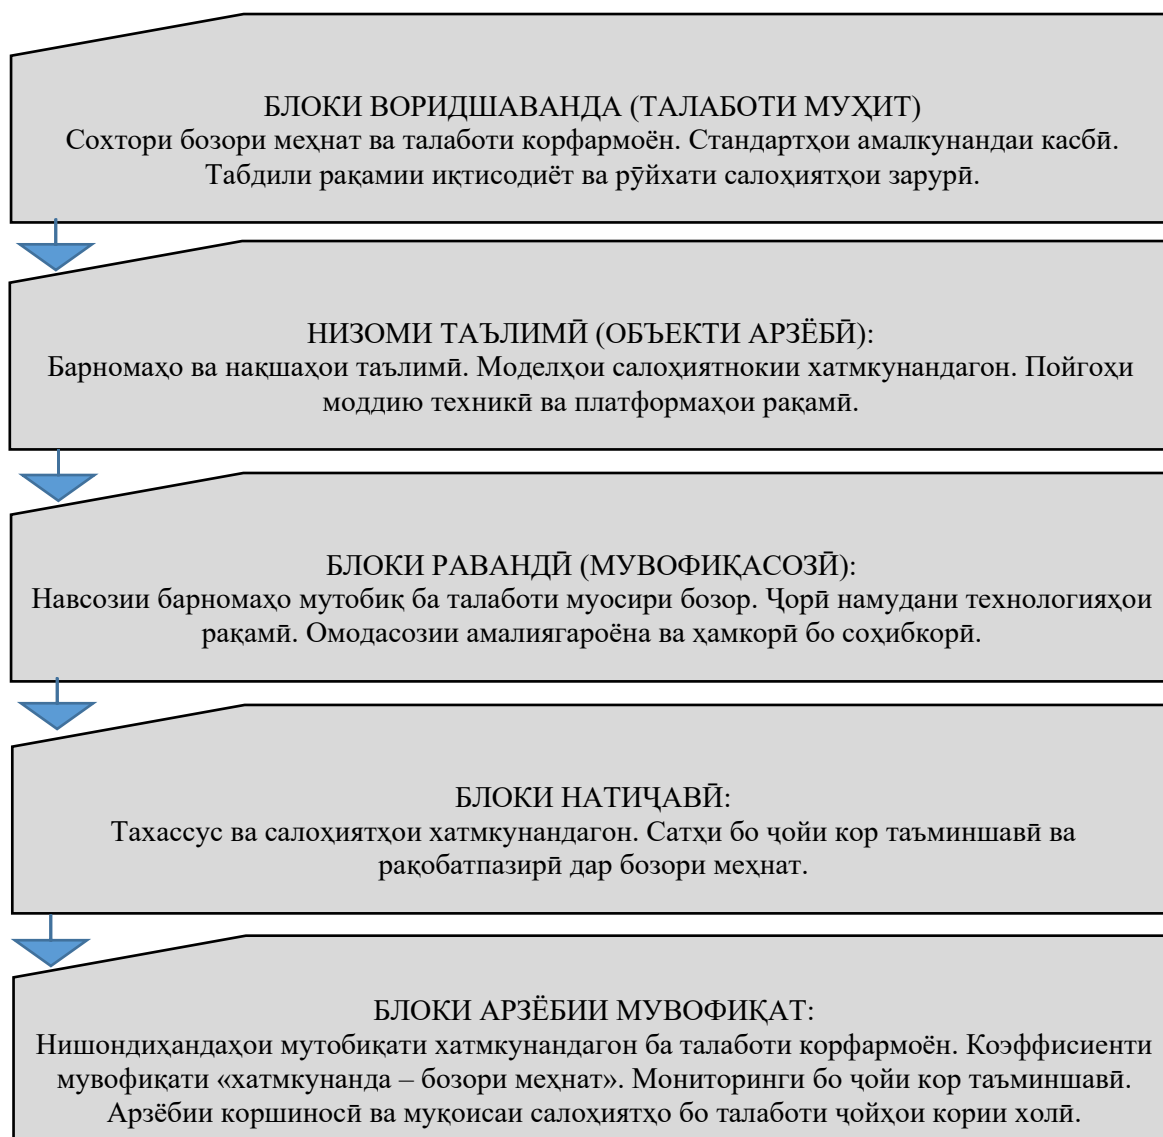 БЛОКИ ВОРИДШАВАНДА (ТАЛАБОТИ МУҲИТ)
Сохтори бозори меҳнат ва талаботи корфармоён. Стандартҳои амалкунандаи касбӣ.
Табдили рақамии иқтисодиёт ва рӯйхати салоҳиятҳои зарурӣ.
НИЗОМИ ТАЪЛИМӢ (ОБЪЕКТИ АРЗЁБӢ):
Барномаҳо ва нақшаҳои таълимӣ. Моделҳои салоҳиятнокии хатмкунандагон. Пойгоҳи
моддию техникӣ ва платформаҳои рақамӣ.
БЛОКИ РАВАНДӢ (МУВОФИҚАСОЗӢ):
Навсозии барномаҳо мутобиқ ба талаботи муосири бозор. Ҷорӣ намудани технологияҳои
рақамӣ. Омодасозии амалиягароёна ва ҳамкорӣ бо соҳибкорӣ.
БЛОКИ НАТИҶАВӢ:
Тахассус ва салоҳиятҳои хатмкунандагон. Сатҳи бо ҷойи кор таъминшавӣ ва
рақобатпазирӣ дар бозори меҳнат.
БЛОКИ АРЗЁБИИ МУВОФИҚАТ:
Нишондиҳандаҳои мутобиқати хатмкунандагон ба талаботи корфармоён. Коэффисиенти
мувофиқати «хатмкунанда – бозори меҳнат». Мониторинги бо ҷойи кор таъминшавӣ.
Арзёбии коршиносӣ ва муқоисаи салоҳиятҳо бо талаботи ҷойҳои кории холӣ.